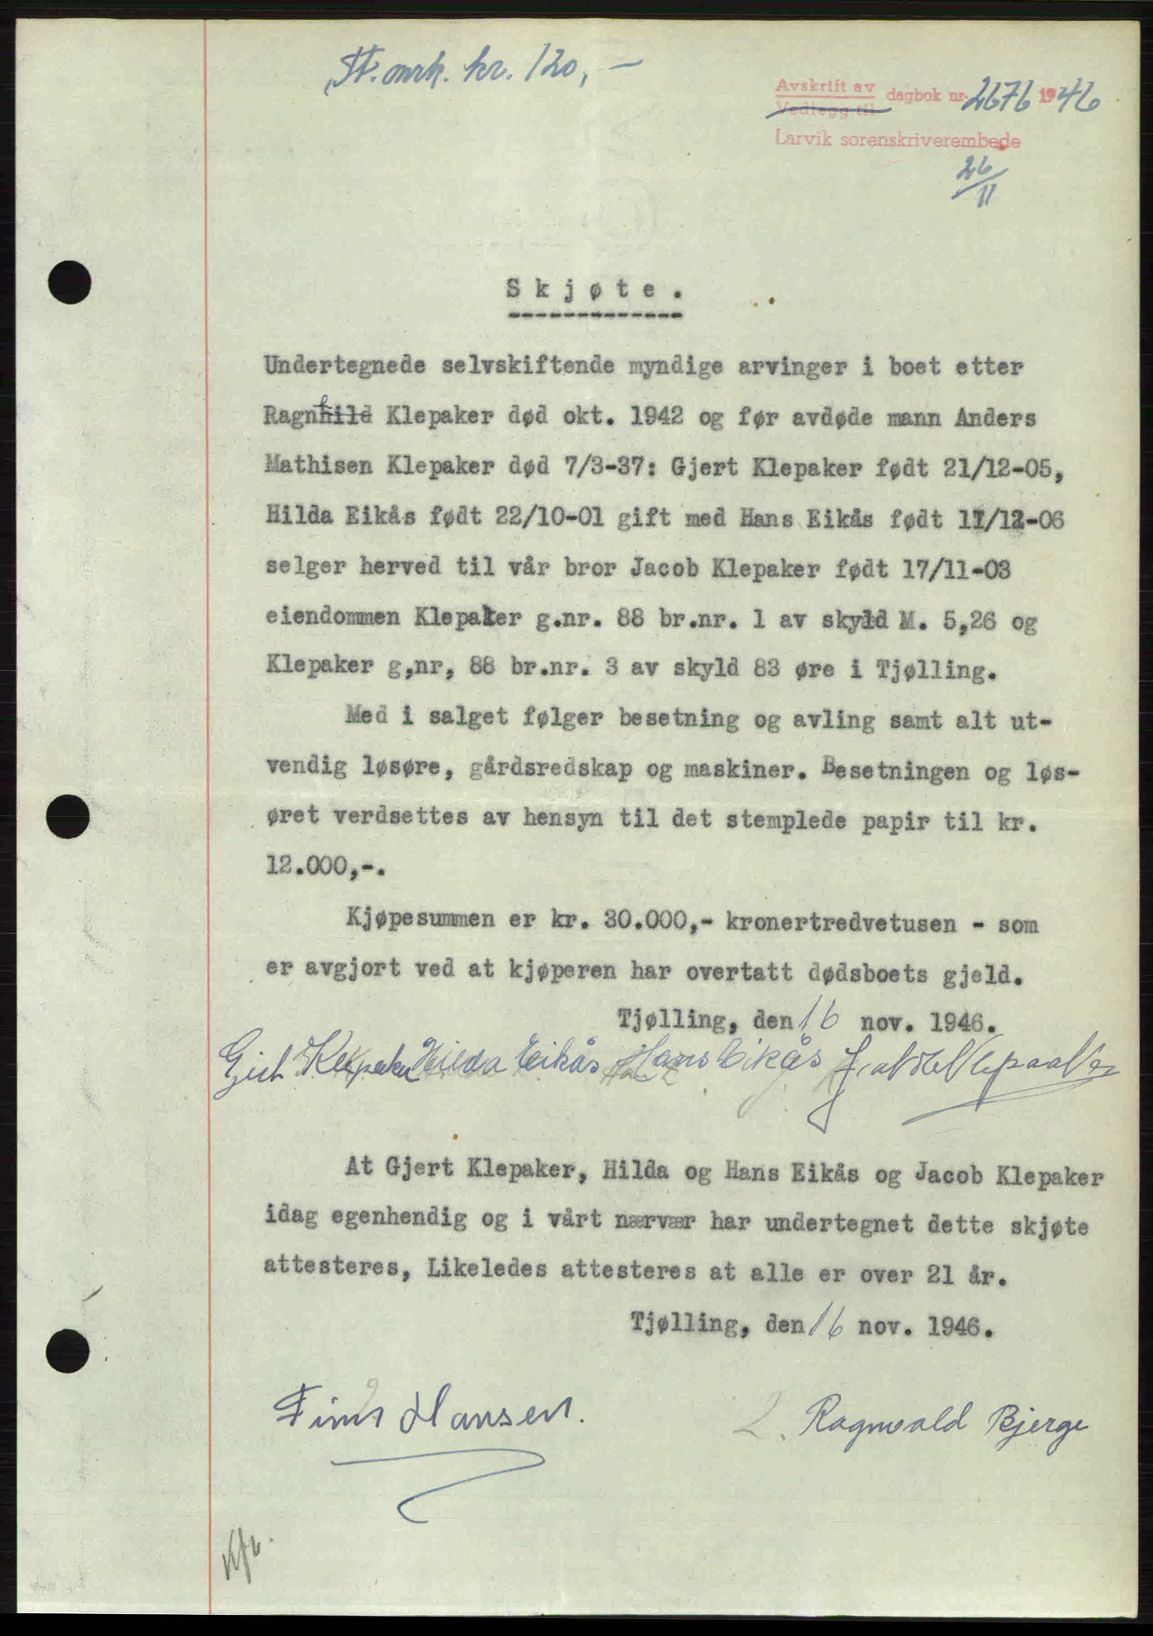 St. mrk. kr. 120,-
Avskrift av
Vedlegg til
dagbok nr. 2676 1946
Larvik sorenskriverembede
26/11
Skjøte.
Undertegnede selvskiftende myndige arvinger i boet etter
Ragnhild Klepaker død okt. 1942 og før avdøde mann Anders
Mathisen Klepaker død 7/3-37: Gjert Klepaker født 21/12-05,
Hilda Eikås født 22/10-01 gift med Hans Eikås født 11/12-06
selger herved til vår bror Jacob Klepaker født 17/11-03
eiendommen Klepaker g.nr. 88 br.nr. 1 av skyld M. 5,26 og
Klepaker g,nr, 88 br.nr. 3 av skyld 83 øre i Tjølling.
Med i salget følger besetning og avling samt alt ut-
vendig løsøre, gårdsredskap og maskiner. Besetningen og løs-
øret verdsettes av hensyn til det stemplede papir til kr.
12.000,-.
Kjøpesummen er kr. 30.000,- kronertredvetusen - som
er avgjort ved at kjøperen har overtatt dødsboets gjeld.
Tjølling, den 16 nov. 1946.
Gjert Klepaker Hilda Eikås Hans Eikås Jakob Klepaker
At Gjert Klepaker, Hilda og Hans Eikås og Jacob Klepaker
idag egenhendig og i vårt nærvær har undertegnet dette skjøte
attesteres, Likeledes attesteres at alle er over 21 år.
Tjølling, den 16 nov. 1946.
Finn Hansen. Ragnvald Bjerge